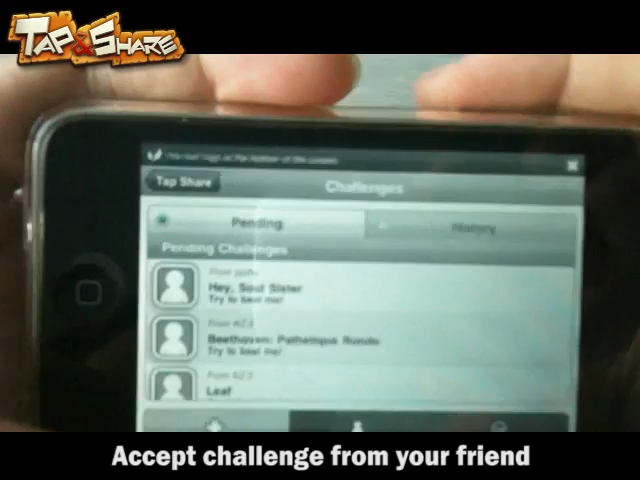 TAP & SHARE
Tap Share
Challenges
Pending
History
Pending Challenges
Hey, Soul Sister
Try to beat me!
Beethoven: Pathetique Rondo
Try to beat me!
Leaf
Accept challenge from your friend